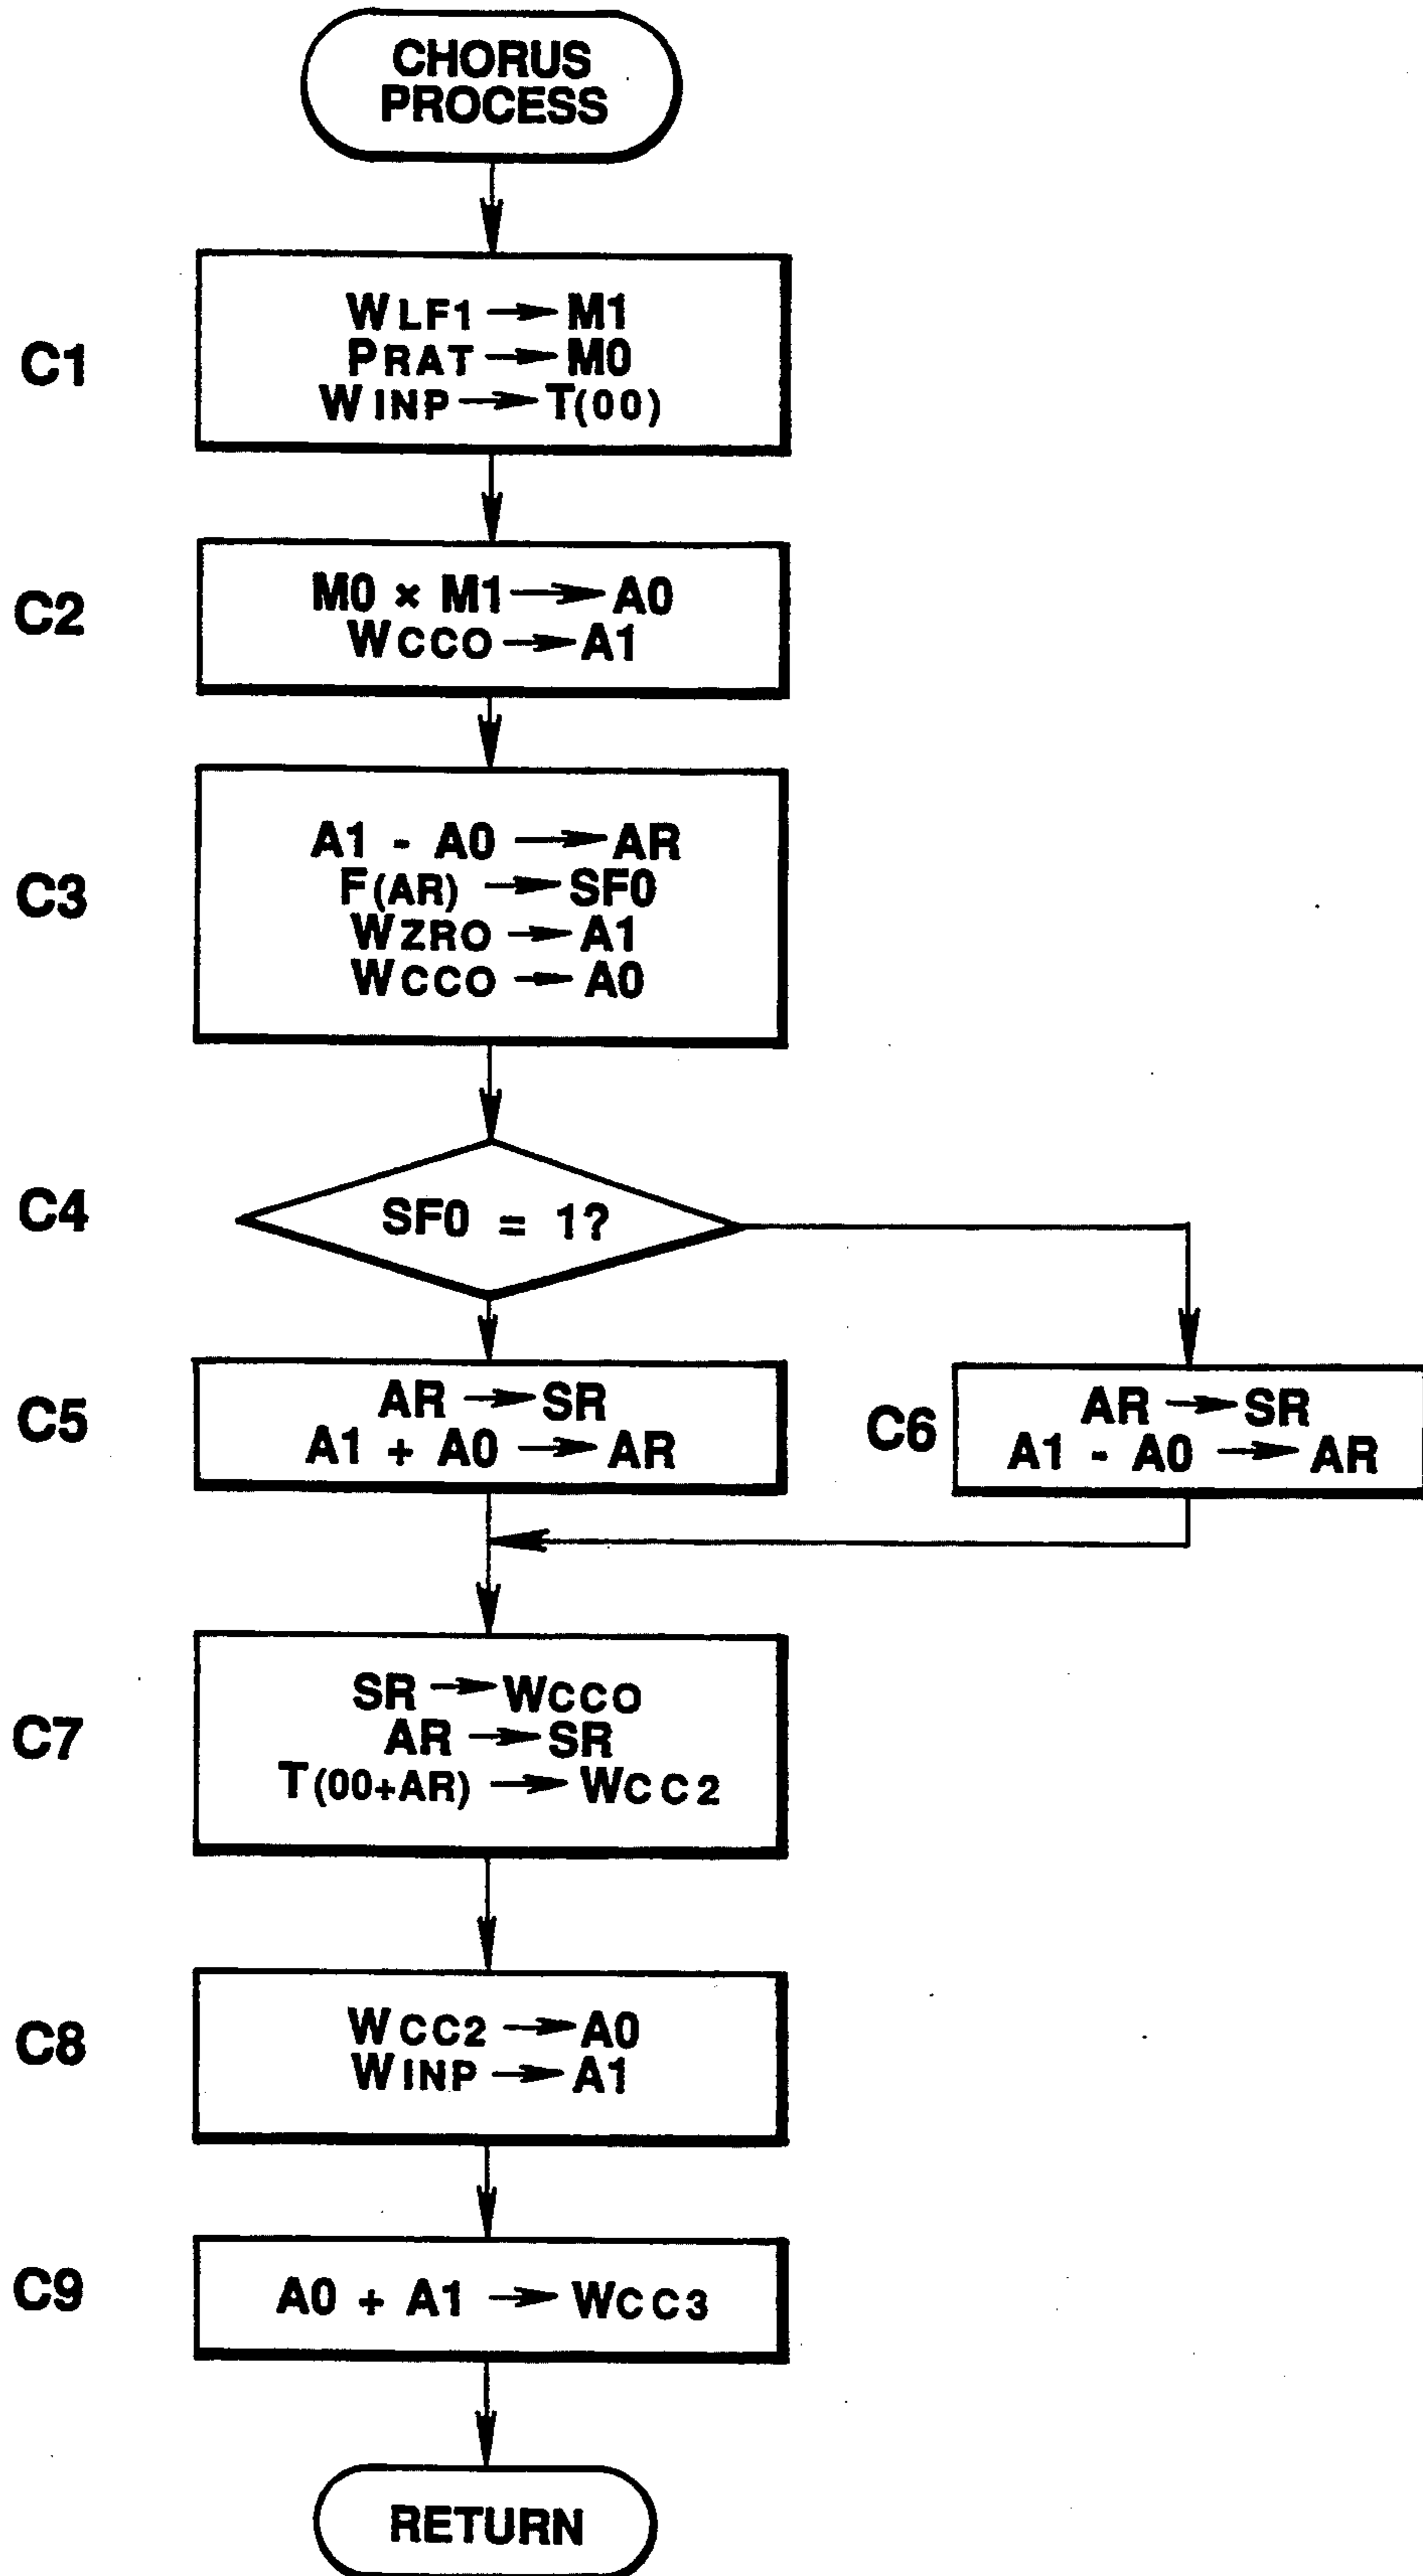 CHORUS
PROCESS
C1
WLF1 → M1
PRAT → M0
WINP → T(00)
C2
M0 × M1 → A0
WCCO → A1
C3
A1 - A0 → AR
F(AR) → SF0
WZRO → A1
WCCO → A0
C4
SF0 = 1?
C5
AR → SR
A1 + A0 → AR
C6
AR → SR
A1 - A0 → AR
C7
SR → WCCO
AR → SR
T(00+AR) → WCC2
C8
WCC2 → A0
WINP → A1
C9
A0 + A1 → WCC3
RETURN